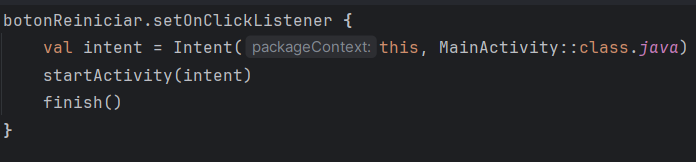 botonReiniciar.setOnClickListener {
    val intent = Intent( packageContext: this, MainActivity::class.java)
    startActivity(intent)
    finish()
}